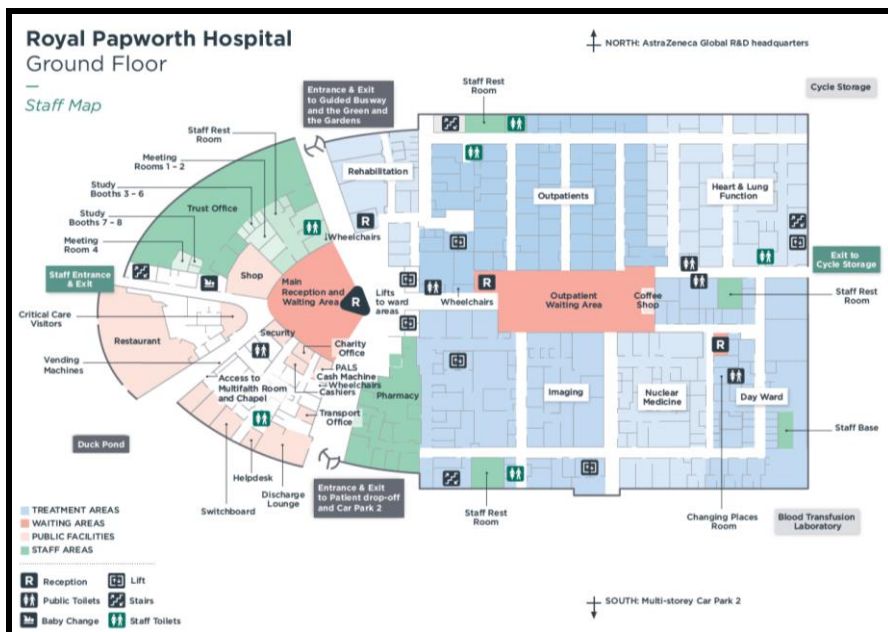 Royal Papworth Hospital
Ground Floor
—
Staff Map
NORTH: AstraZeneca Global R&D headquarters
Cycle Storage
Entrance & Exit
to Guided Busway
and the Green and
the Gardens
Staff Rest
Room
Staff Rest
Room
Meeting
Rooms 1 – 2
Study
Booths 3 – 6
Study
Booths 7 – 8
Meeting
Room 4
Trust Office
Rehabilitation
R
Wheelchairs
Outpatients
Heart & Lung
Function
Staff Entrance
& Exit
Shop
Main
Reception and
Waiting Area
R
Lifts
to ward
areas
R
Wheelchairs
Outpatient
Waiting Area
Coffee
Shop
Exit to
Cycle Storage
Staff Rest
Room
Critical Care
Visitors
Restaurant
Security
Vending
Machines
Access to
Multifaith Room
and Chapel
Charity
Office
PALS
Cash Machine
Wheelchairs
Cashiers
Transport
Office
Pharmacy
Imaging
Nuclear
Medicine
R
Day Ward
Staff Base
Duck Pond
Helpdesk
Switchboard
Discharge
Lounge
Entrance & Exit
to Patient drop-off
and Car Park 2
Staff Rest
Room
Changing Places
Room
Blood Transfusion
Laboratory
TREATMENT AREAS
WAITING AREAS
PUBLIC FACILITIES
STAFF AREAS
R Reception
Lift
Public Toilets
Stairs
Baby Change
Staff Toilets
SOUTH: Multi-storey Car Park 2